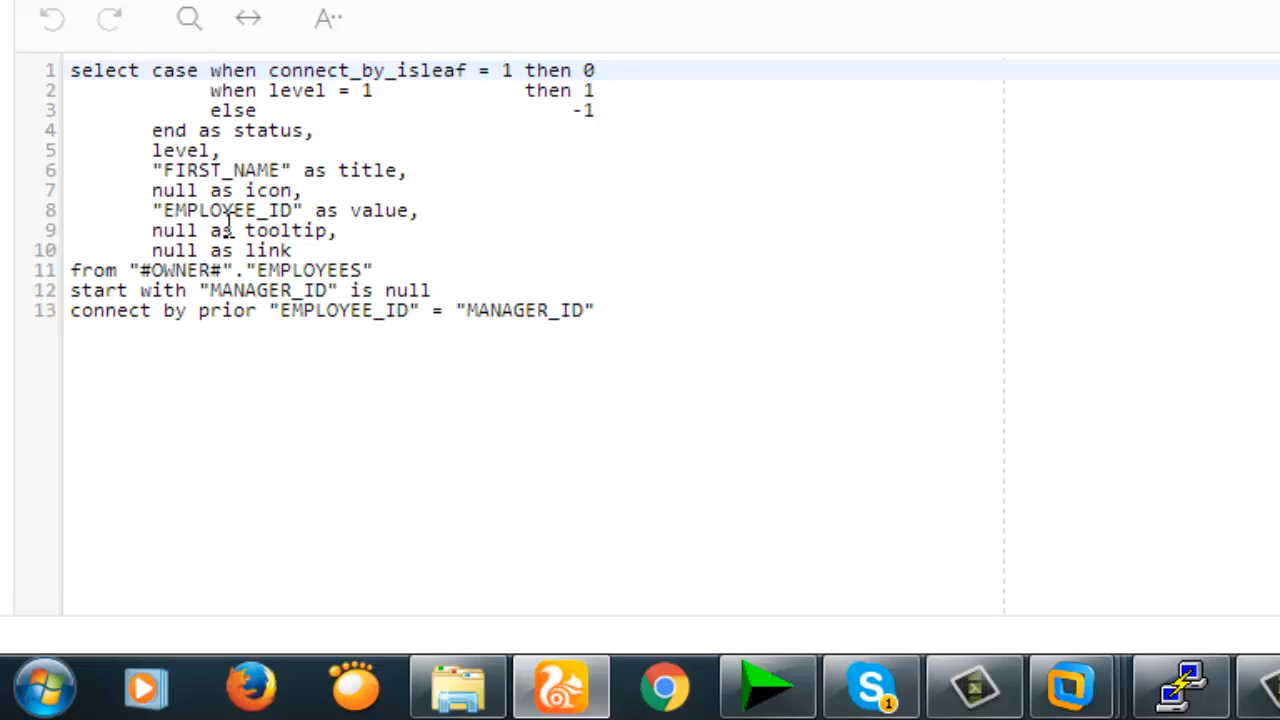 A
1 select case when connect_by_isleaf = 1 then 0
2             when level = 1             then 1
3             else                           -1
4        end as status,
5        level,
6        "FIRST_NAME" as title,
7        null as icon,
8        "EMPLOYEE_ID" as value,
9        null as tooltip,
10        null as link
11 from "#OWNER#"."EMPLOYEES"
12 start with "MANAGER_ID" is null
13 connect by prior "EMPLOYEE_ID" = "MANAGER_ID"
S 1